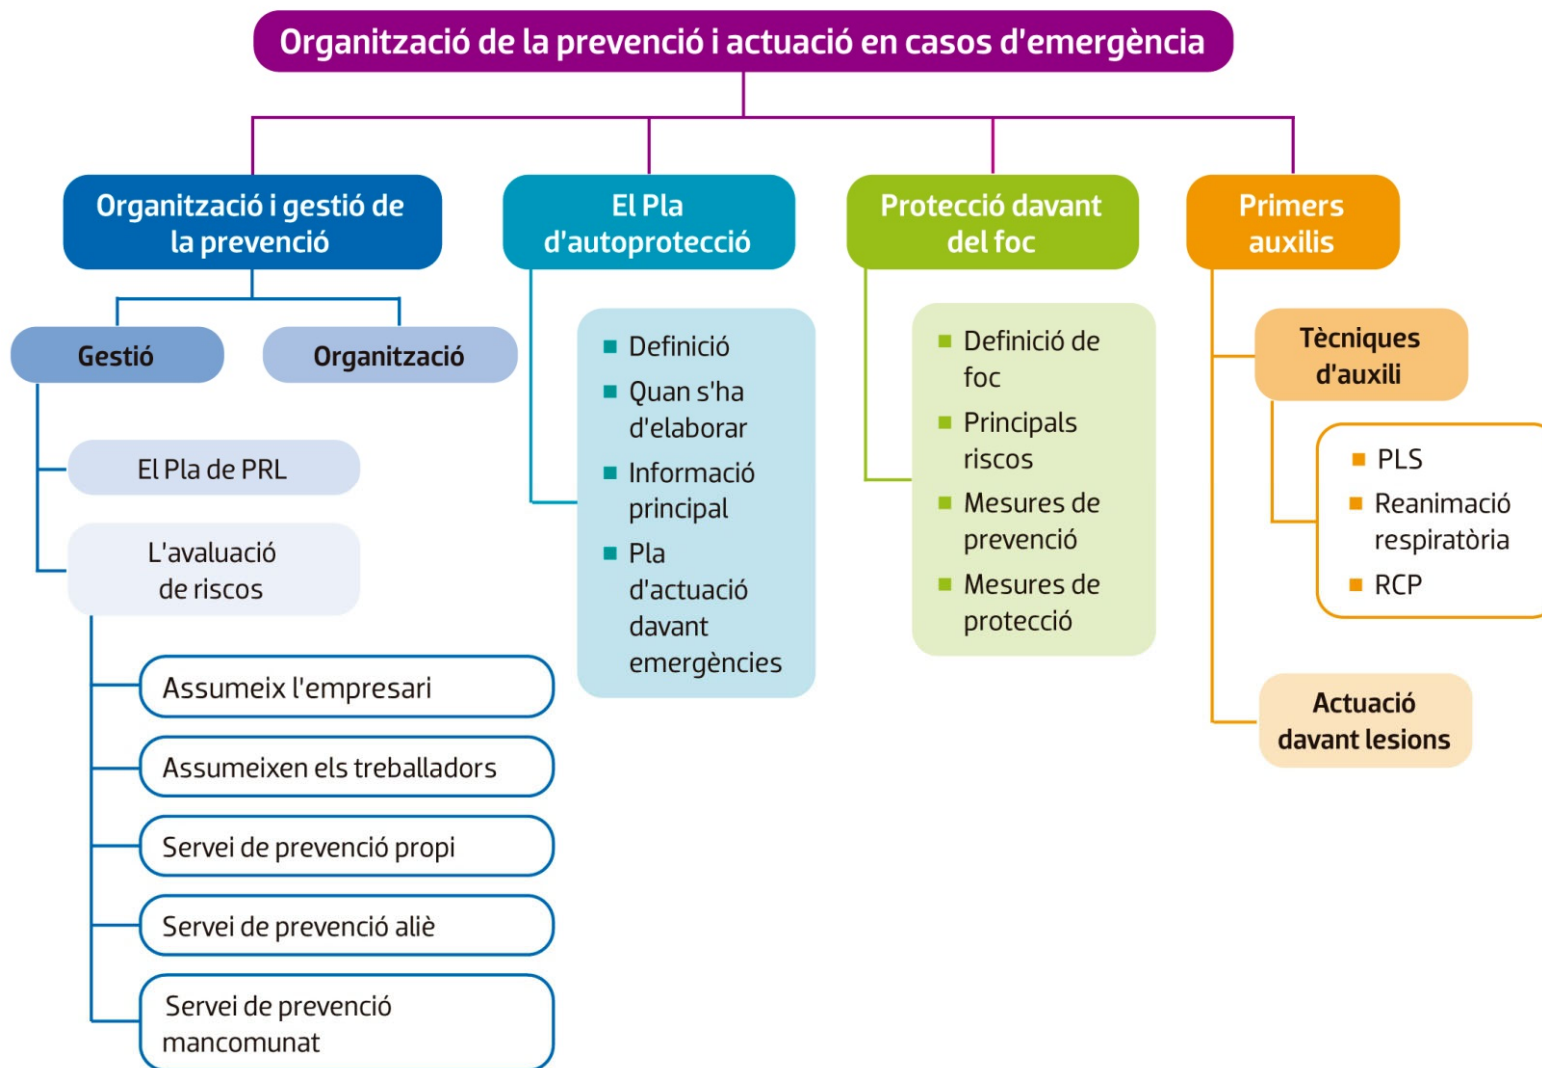 Organització de la prevenció i actuació en casos d'emergència
Organització i gestió de
la prevenció
Gestió
Organització
El Pla de PRL
L'avaluació
de riscos
Assumeix l'empresari
Assumeixen els treballadors
Servei de prevenció propi
Servei de prevenció aliè
Servei de prevenció
mancomunat
El Pla
d'autoprotecció
Definició
Quan s'ha
d'elaborar
Informació
principal
Pla
d'actuació
davant
emergències
Protecció davant
del foc
Definició de
foc
Principals
riscos
Mesures de
prevenció
Mesures de
protecció
Primers
auxilis
Tècniques
d'auxili
PLS
Reanimació
respiratòria
RCP
Actuació
davant lesions